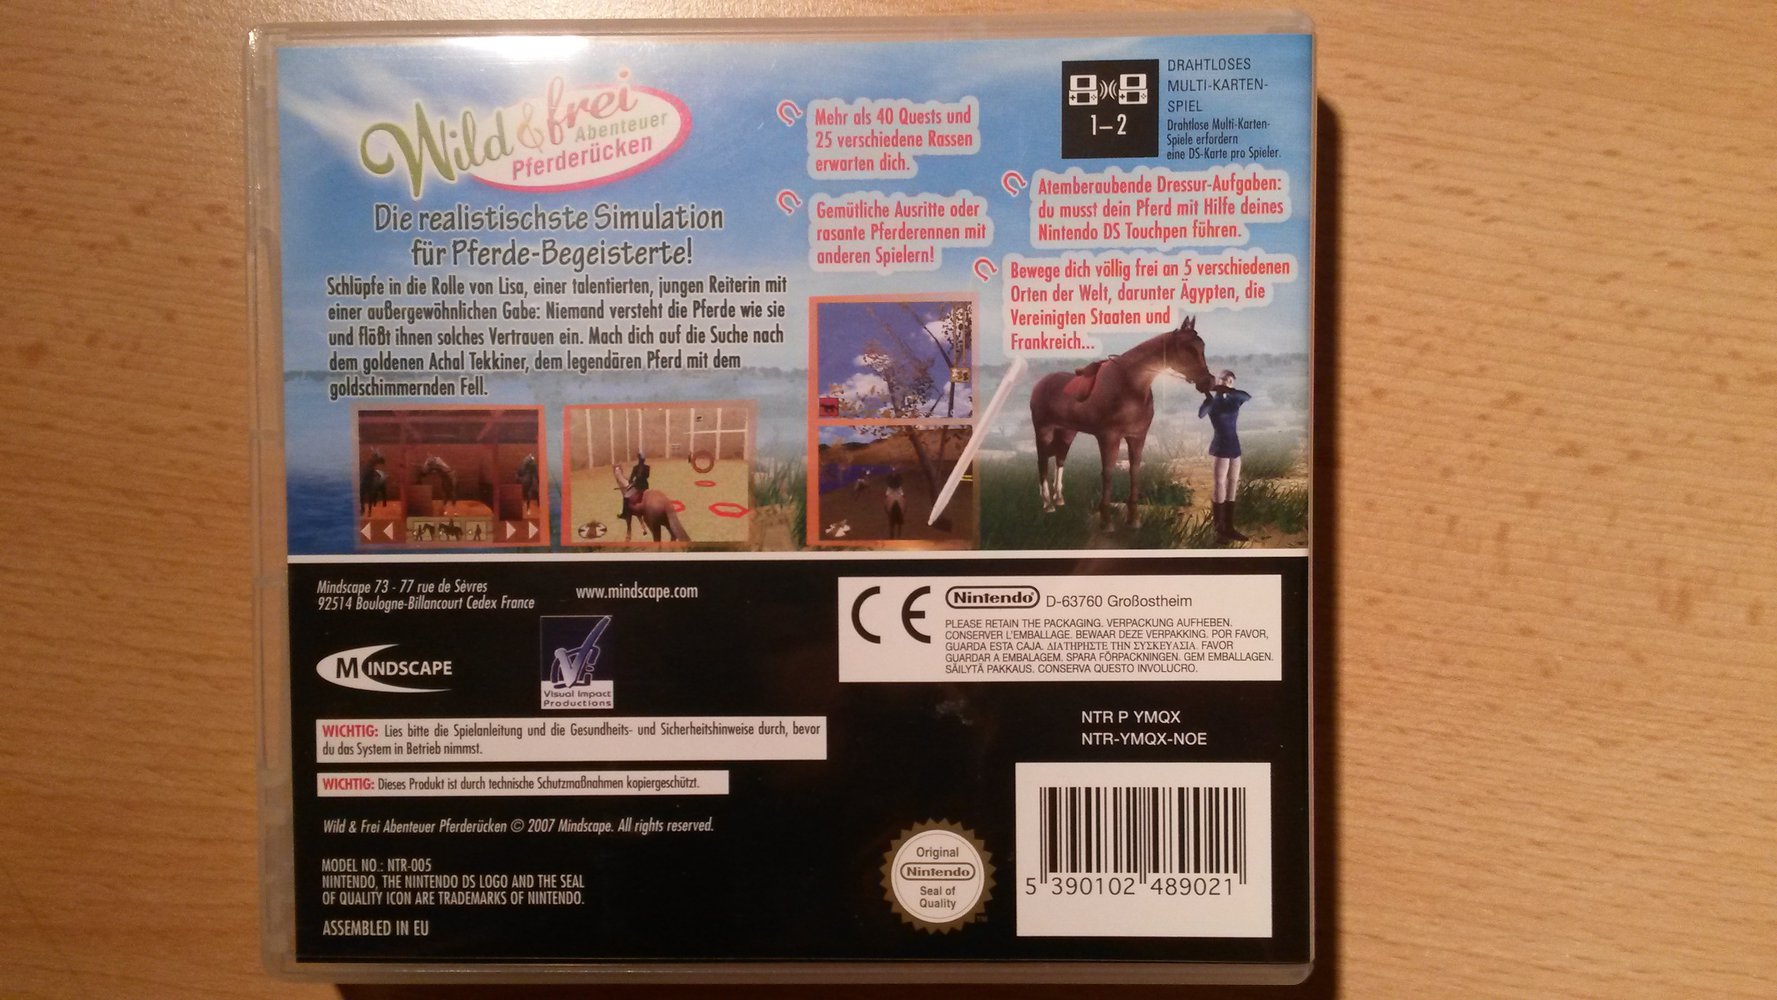 Wild & frei
Abenteuer
Pferderücken
Die realistischste Simulation
für Pferde-Begeisterte!
Schlüpfe in die Rolle von Lisa, einer talentierten, jungen Reiterin mit
einer außergewöhnlichen Gabe: Niemand versteht die Pferde wie sie
und flößt ihnen solches Vertrauen ein. Mach dich auf die Suche nach
dem goldenen Achal Tekkiner, dem legendären Pferd mit dem
goldschimmernden Fell.
Mehr als 40 Quests und
25 verschiedene Rassen
erwarten dich.
Gemütliche Ausritte oder
rasante Pferderennen mit
anderen Spielern!
1–2
DRAHTLOSES
MULTI-KARTEN-
SPIEL
Drahtlose Multi-Karten-
Spiele erfordern
eine DS-Karte pro Spieler.
Atemberaubende Dressur-Aufgaben:
du musst dein Pferd mit Hilfe deines
Nintendo DS Touchpen führen.
Bewege dich völlig frei an 5 verschiedenen
Orten der Welt, darunter Ägypten, die
Vereinigten Staaten und
Frankreich...
Mindscape 73 - 77 rue de Sèvres
92514 Boulogne-Billancourt Cedex France
www.mindscape.com
MINDSCAPE
Visual Impact
Productions
CE
Nintendo D-63760 Großostheim
PLEASE RETAIN THE PACKAGING. VERPACKUNG AUFHEBEN.
CONSERVER L'EMBALLAGE. BEWAAR DEZE VERPAKKING. POR FAVOR,
GUARDA ESTA CAJA. ΔΙΑΤΗΡΗΣΤΕ ΤΗΝ ΣΥΣΚΕΥΑΣΙΑ. FAVOR
GUARDAR A EMBALAGEM. SPARA FÖRPACKNINGEN. GEM EMBALLAGEN.
SÄILYTÄ PAKKAUS. CONSERVA QUESTO INVOLUCRO.
WICHTIG: Lies bitte die Spielanleitung und die Gesundheits- und Sicherheitshinweise durch, bevor
du das System in Betrieb nimmst.
WICHTIG: Dieses Produkt ist durch technische Schutzmaßnahmen kopiergeschützt.
NTR P YMQX
NTR-YMQX-NOE
Wild & Frei Abenteuer Pferderücken © 2007 Mindscape. All rights reserved.
MODEL NO.: NTR-005
NINTENDO, THE NINTENDO DS LOGO AND THE SEAL
OF QUALITY ICON ARE TRADEMARKS OF NINTENDO.
ASSEMBLED IN EU
Original
Nintendo
Seal of
Quality
TM
5 390102 489021